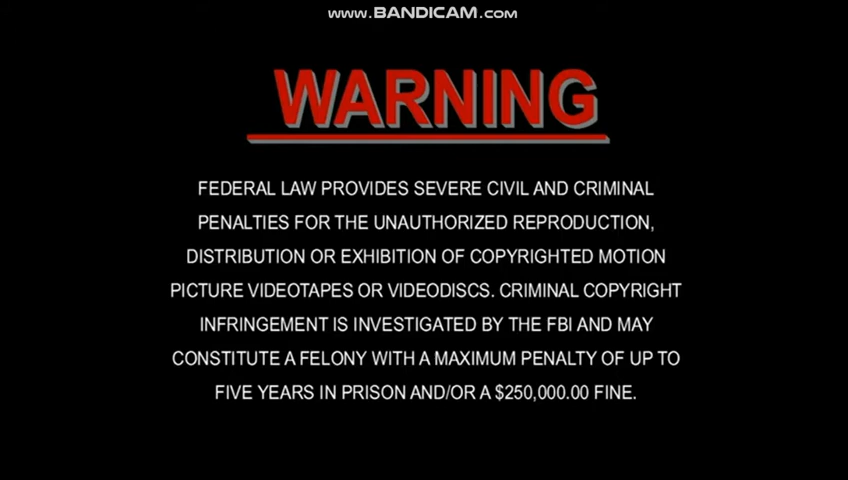 www.BANDICAM.com
WARNING
FEDERAL LAW PROVIDES SEVERE CIVIL AND CRIMINAL
PENALTIES FOR THE UNAUTHORIZED REPRODUCTION,
DISTRIBUTION OR EXHIBITION OF COPYRIGHTED MOTION
PICTURE VIDEOTAPES OR VIDEODISCS. CRIMINAL COPYRIGHT
INFRINGEMENT IS INVESTIGATED BY THE FBI AND MAY
CONSTITUTE A FELONY WITH A MAXIMUM PENALTY OF UP TO
FIVE YEARS IN PRISON AND/OR A $250,000.00 FINE.